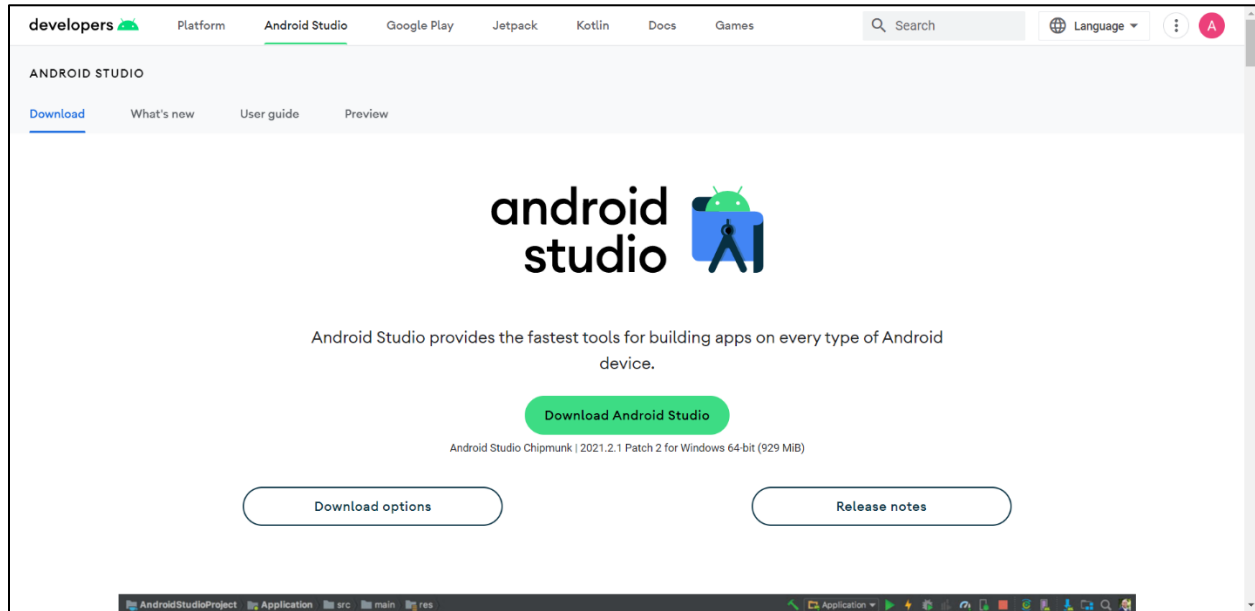 developers Platform Android Studio Google Play Jetpack Kotlin Docs Games Search Language A
ANDROID STUDIO
Download What's new User guide Preview
android
studio
Android Studio provides the fastest tools for building apps on every type of Android
device.
Download Android Studio
Android Studio Chipmunk | 2021.2.1 Patch 2 for Windows 64-bit (929 MiB)
Download options Release notes
AndroidStudioProject Application src main res Application